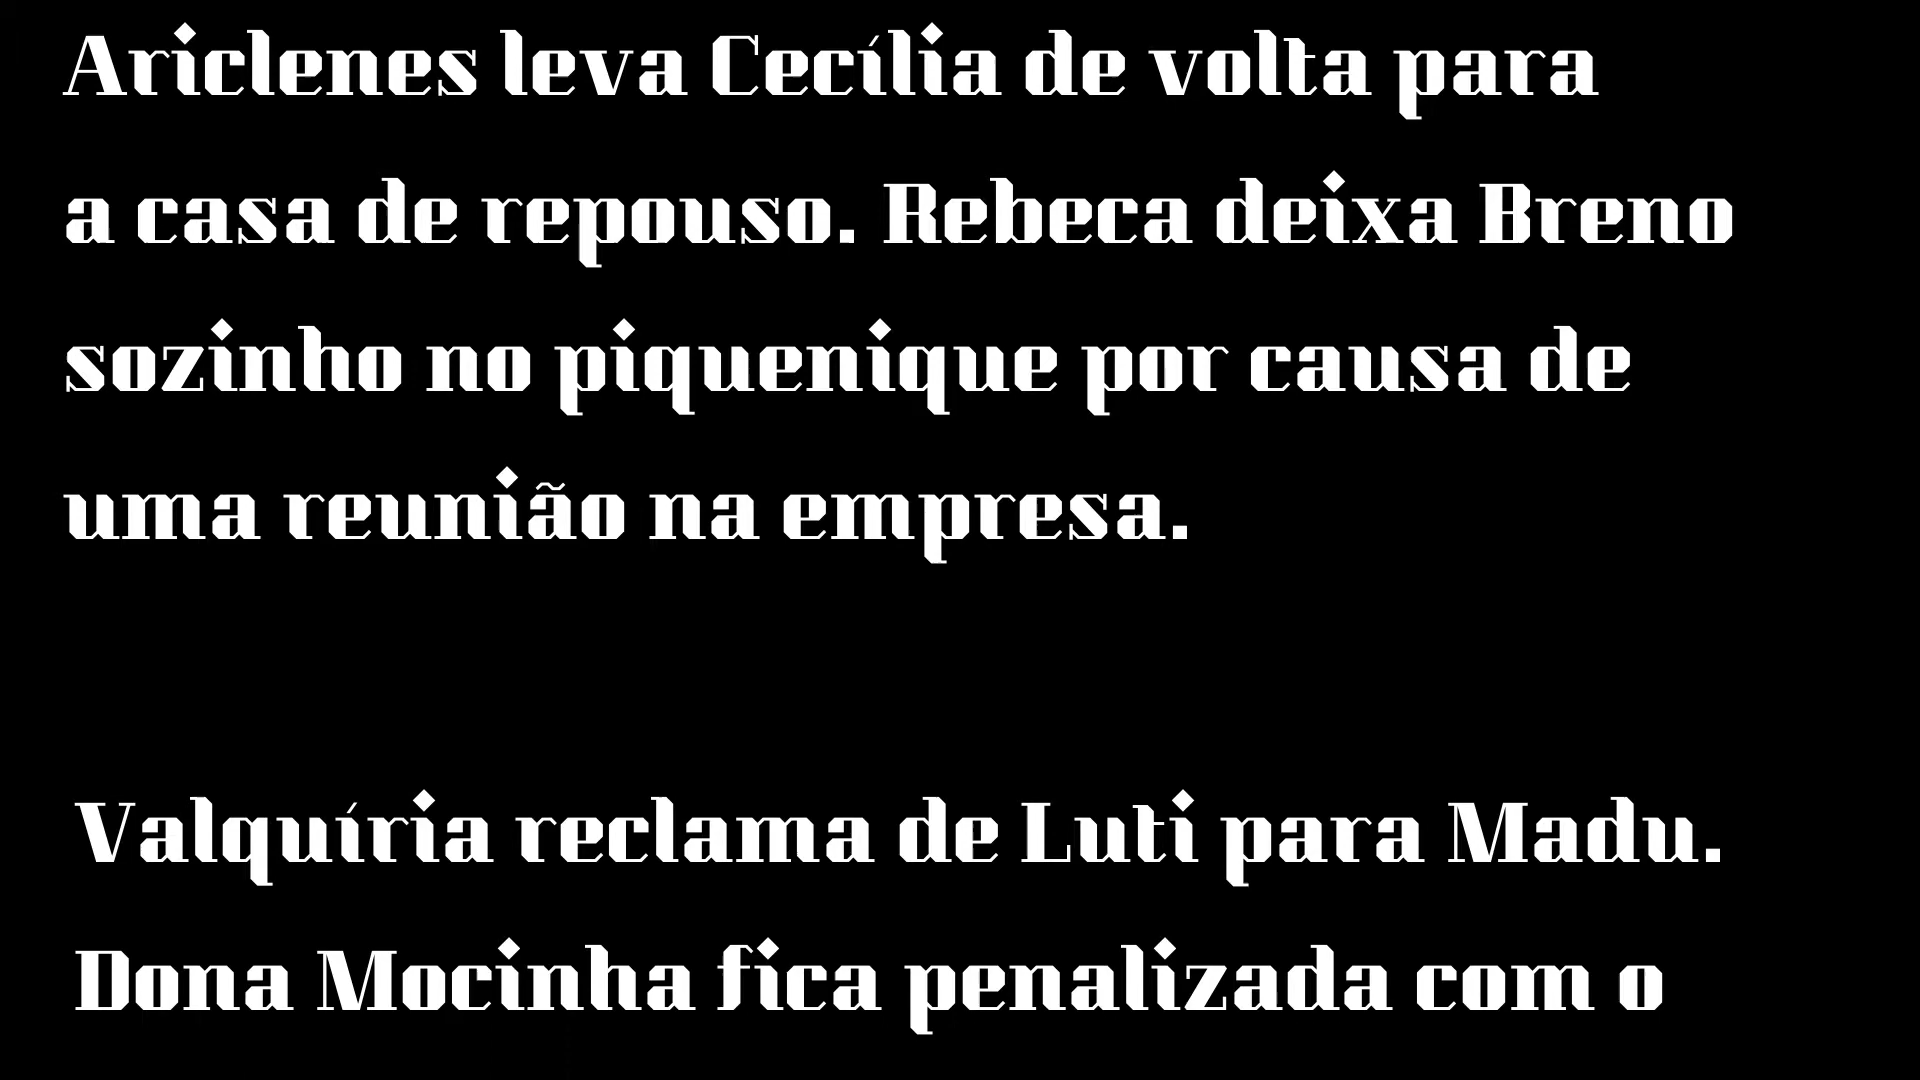 Ariclenes leva Cecília de volta para
a casa de repouso. Rebeca deixa Breno
sozinho no piquenique por causa de
uma reunião na empresa.
Valquíria reclama de Luti para Madu.
Dona Mocinha fica penalizada com o